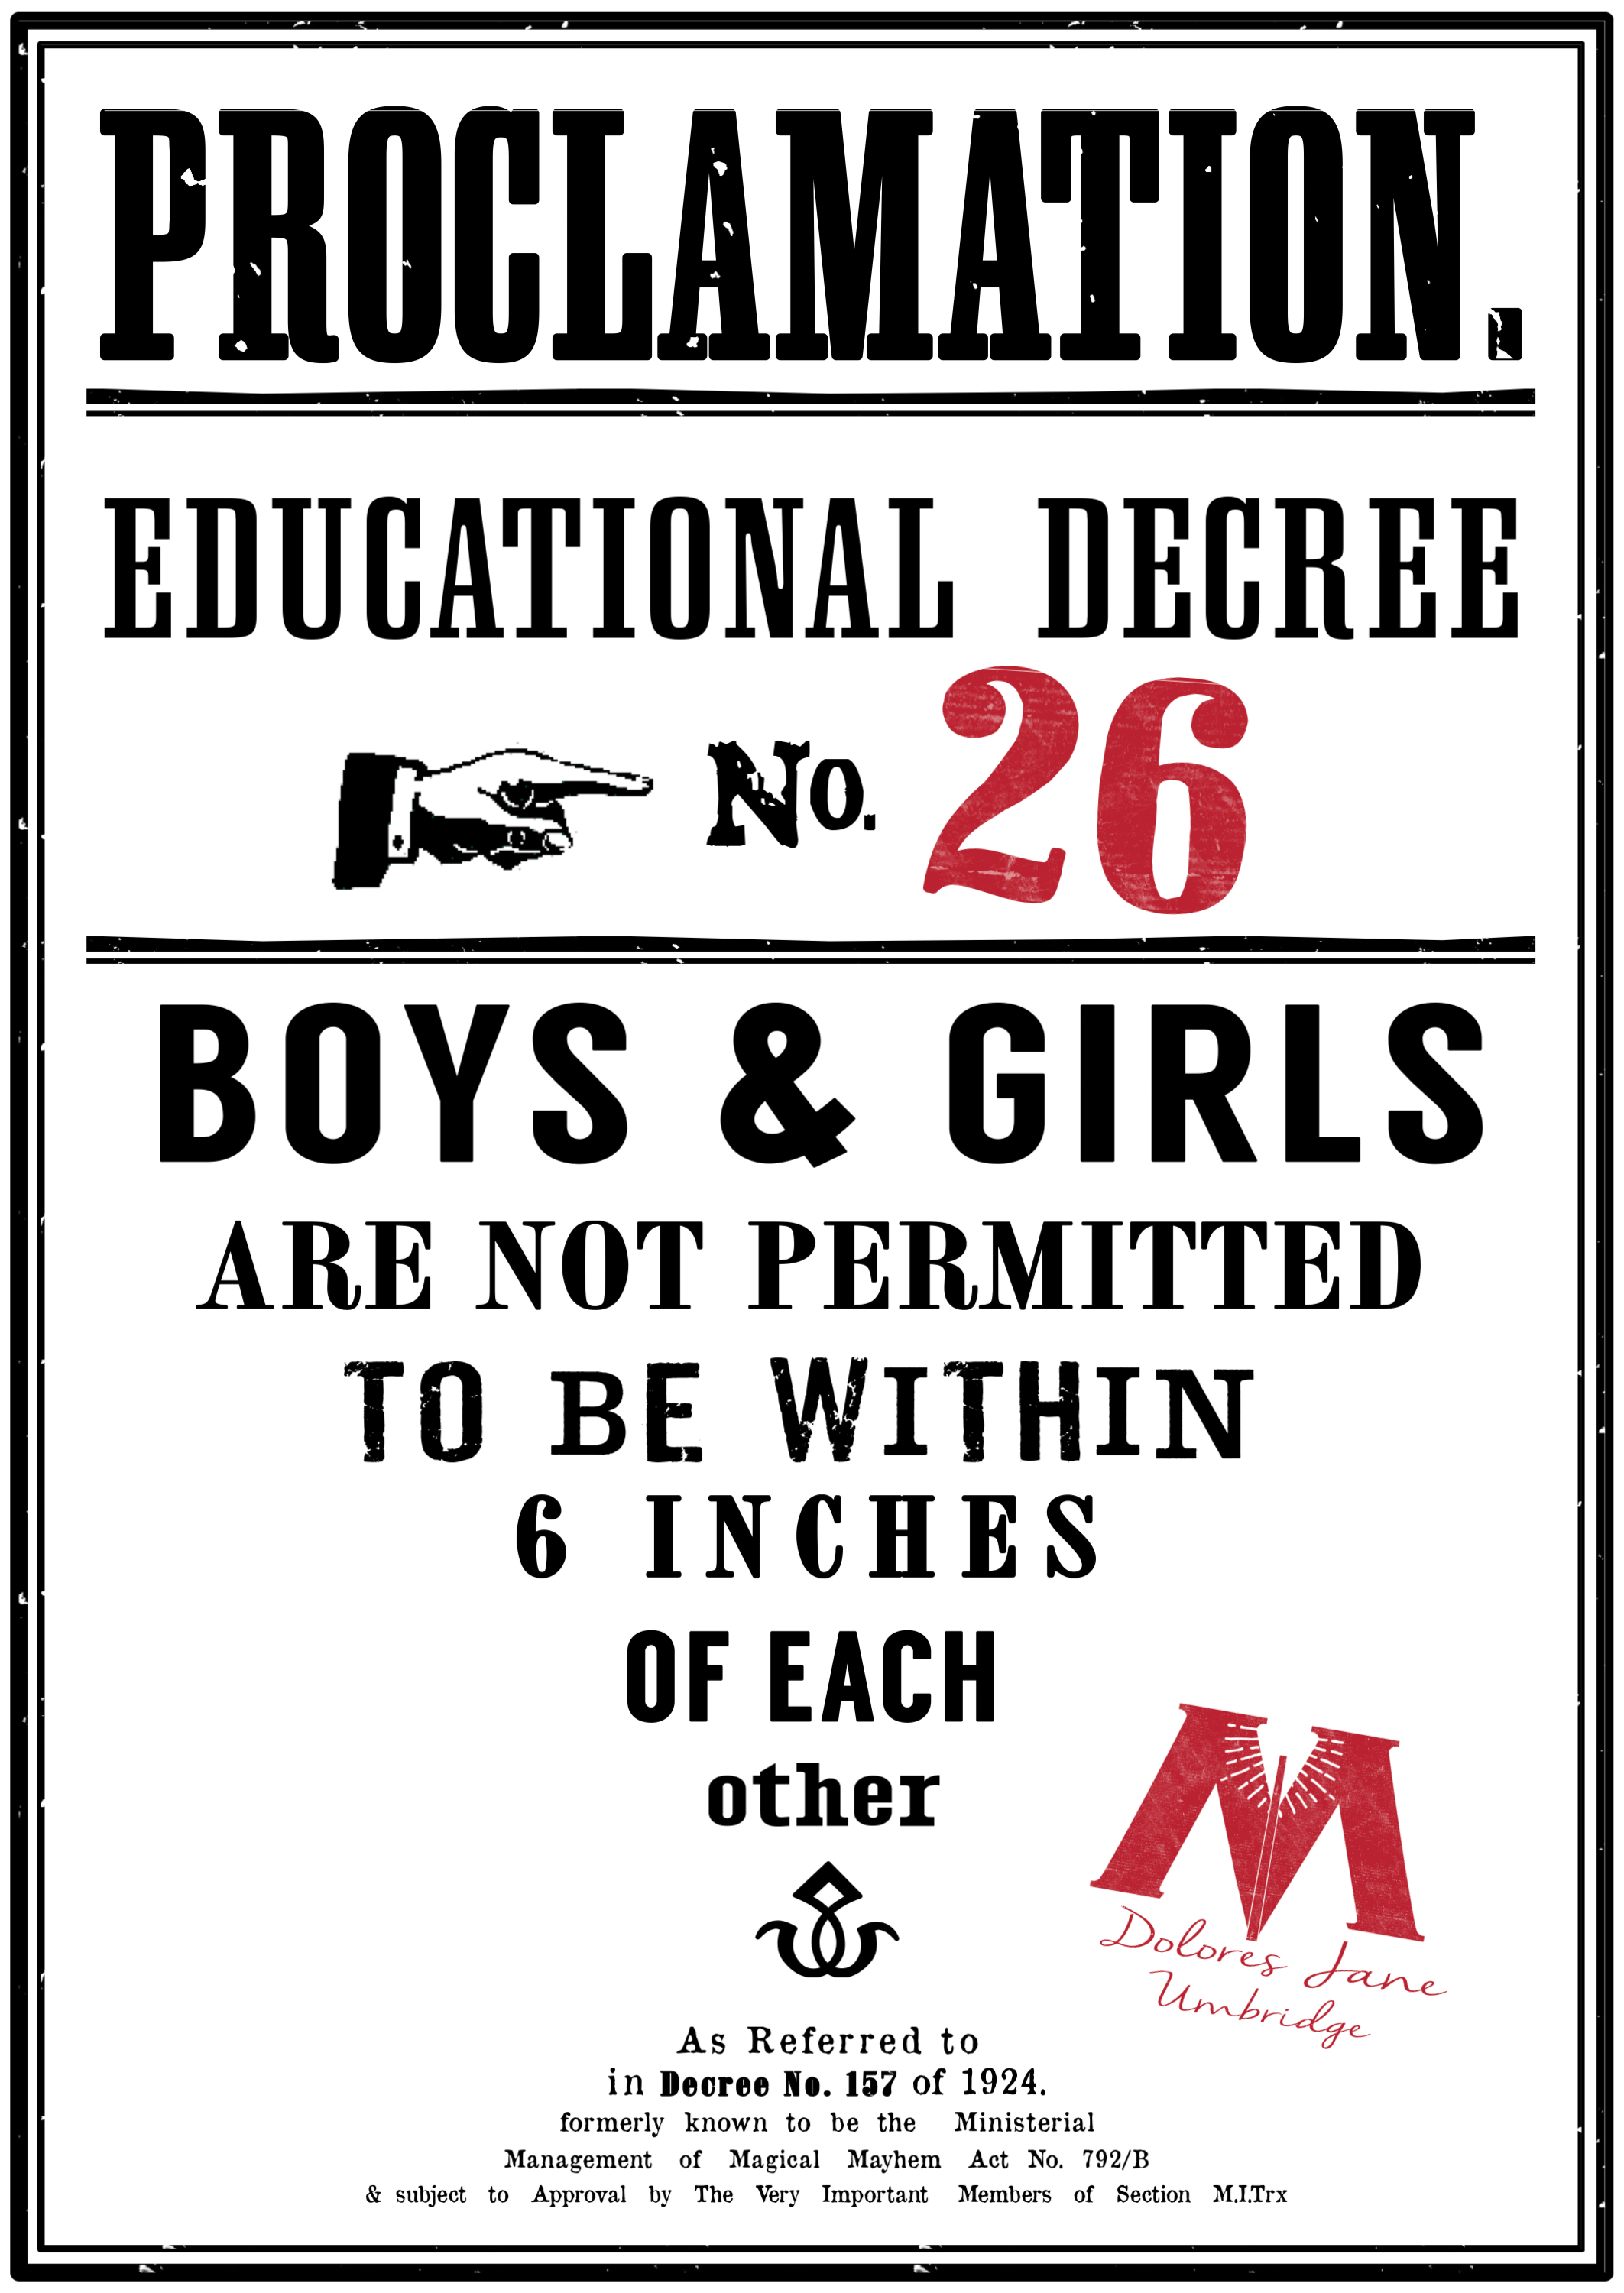 PROCLAMATION.
EDUCATIONAL DECREE
No. 26
BOYS & GIRLS
ARE NOT PERMITTED
TO BE WITHIN
6 INCHES
OF EACH
other
M
Dolores Jane
Umbridge
As Referred to
in Decree No. 157 of 1924.
formerly known to be the Ministerial
Management of Magical Mayhem Act No. 792/B
& subject to Approval by The Very Important Members of Section M.I.Trx